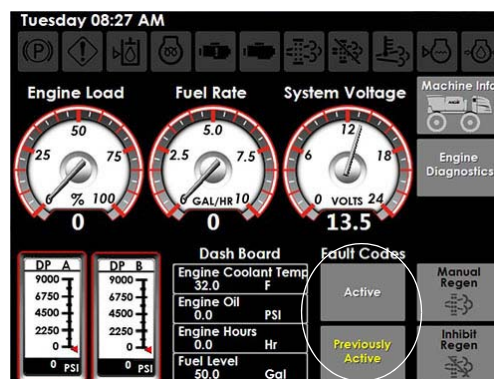 Tuesday 08:27 AM
(P)
Engine Load
Fuel Rate
System Voltage
Machine Info
50
25
75
0
100
%
0
5.0
2.5
7.5
0
10
GAL/HR
0
12
6
18
0
24
VOLTS
13.5
Engine
Diagnostics
DP A
9000
6750
4500
2250
0
0 PSI
DP B
9000
6750
4500
2250
0
0 PSI
Dash Board
Engine Coolant Temp
32.0 F
Engine Oil
0.0 PSI
Engine Hours
0.0 Hr
Fuel Level
50.0 Gal
Fault Codes
Active
Previously
Active
Manual
Regen
Inhibit
Regen